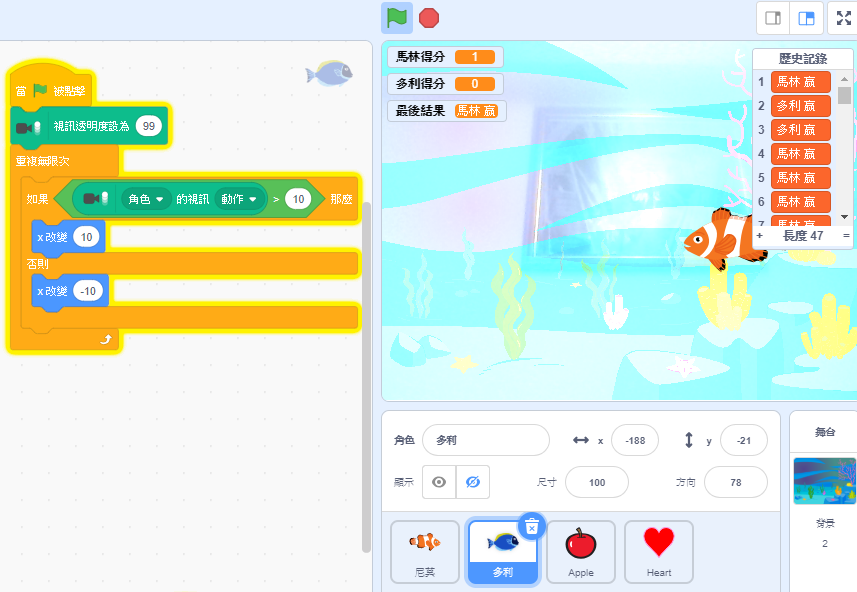 當 被點擊
視訊透明度設為 99
重複無限次
如果 角色 的視訊 動作 > 10 那麼
x 改變 10
否則
x 改變 -10
馬林得分 1
多利得分 0
最後結果 馬林 贏
歷史記錄
1 馬林 贏
2 多利 贏
3 多利 贏
4 馬林 贏
5 馬林 贏
6 馬林 贏
7 馬林 贏
+ 長度 47 =
角色 多利 x -188 y -21
顯示 尺寸 100 方向 78
尼莫
多利
Apple
Heart
舞台
背景
2